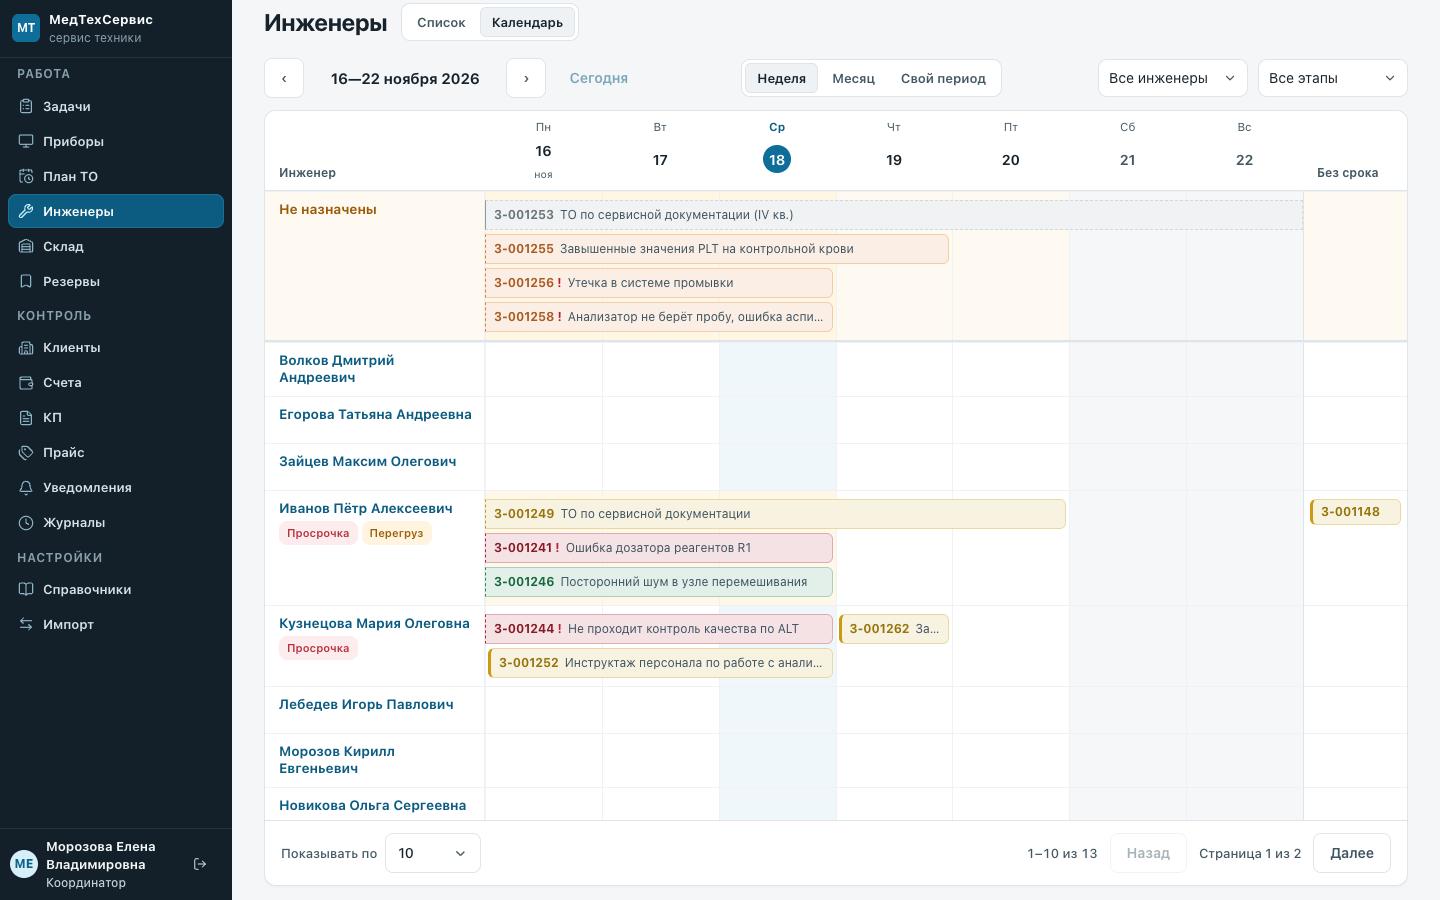 МТ
МедТехСервис
сервис техники
РАБОТА
Задачи
Приборы
План ТО
Инженеры
Склад
Резервы
КОНТРОЛЬ
Клиенты
Счета
КП
Прайс
Уведомления
Журналы
НАСТРОЙКИ
Справочники
Импорт
МЕ
Морозова Елена
Владимировна
Координатор
Инженеры
Список Календарь
‹ 16—22 ноября 2026 › Сегодня Неделя Месяц Свой период Все инженеры Все этапы
Пн Вт Ср Чт Пт Сб Вс
16 17 18 19 20 21 22
ноя
Инженер Без срока
Не назначены
З-001253 ТО по сервисной документации (IV кв.)
З-001255 Завышенные значения PLT на контрольной крови
З-001256 ! Утечка в системе промывки
З-001258 ! Анализатор не берёт пробу, ошибка аспи...
Волков Дмитрий
Андреевич
Егорова Татьяна Андреевна
Зайцев Максим Олегович
Иванов Пётр Алексеевич
Просрочка Перегруз
З-001249 ТО по сервисной документации
З-001148
З-001241 ! Ошибка дозатора реагентов R1
З-001246 Посторонний шум в узле перемешивания
Кузнецова Мария Олеговна
Просрочка
З-001244 ! Не проходит контроль качества по ALT
З-001262 За...
З-001252 Инструктаж персонала по работе с анали...
Лебедев Игорь Павлович
Морозов Кирилл
Евгеньевич
Новикова Ольга Сергеевна
Показывать по 10 1–10 из 13 Назад Страница 1 из 2 Далее